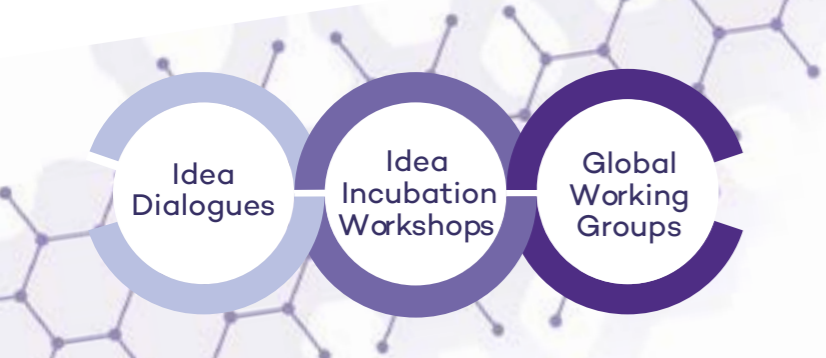 Idea
Dialogues
Idea
Incubation
Workshops
Global
Working
Groups